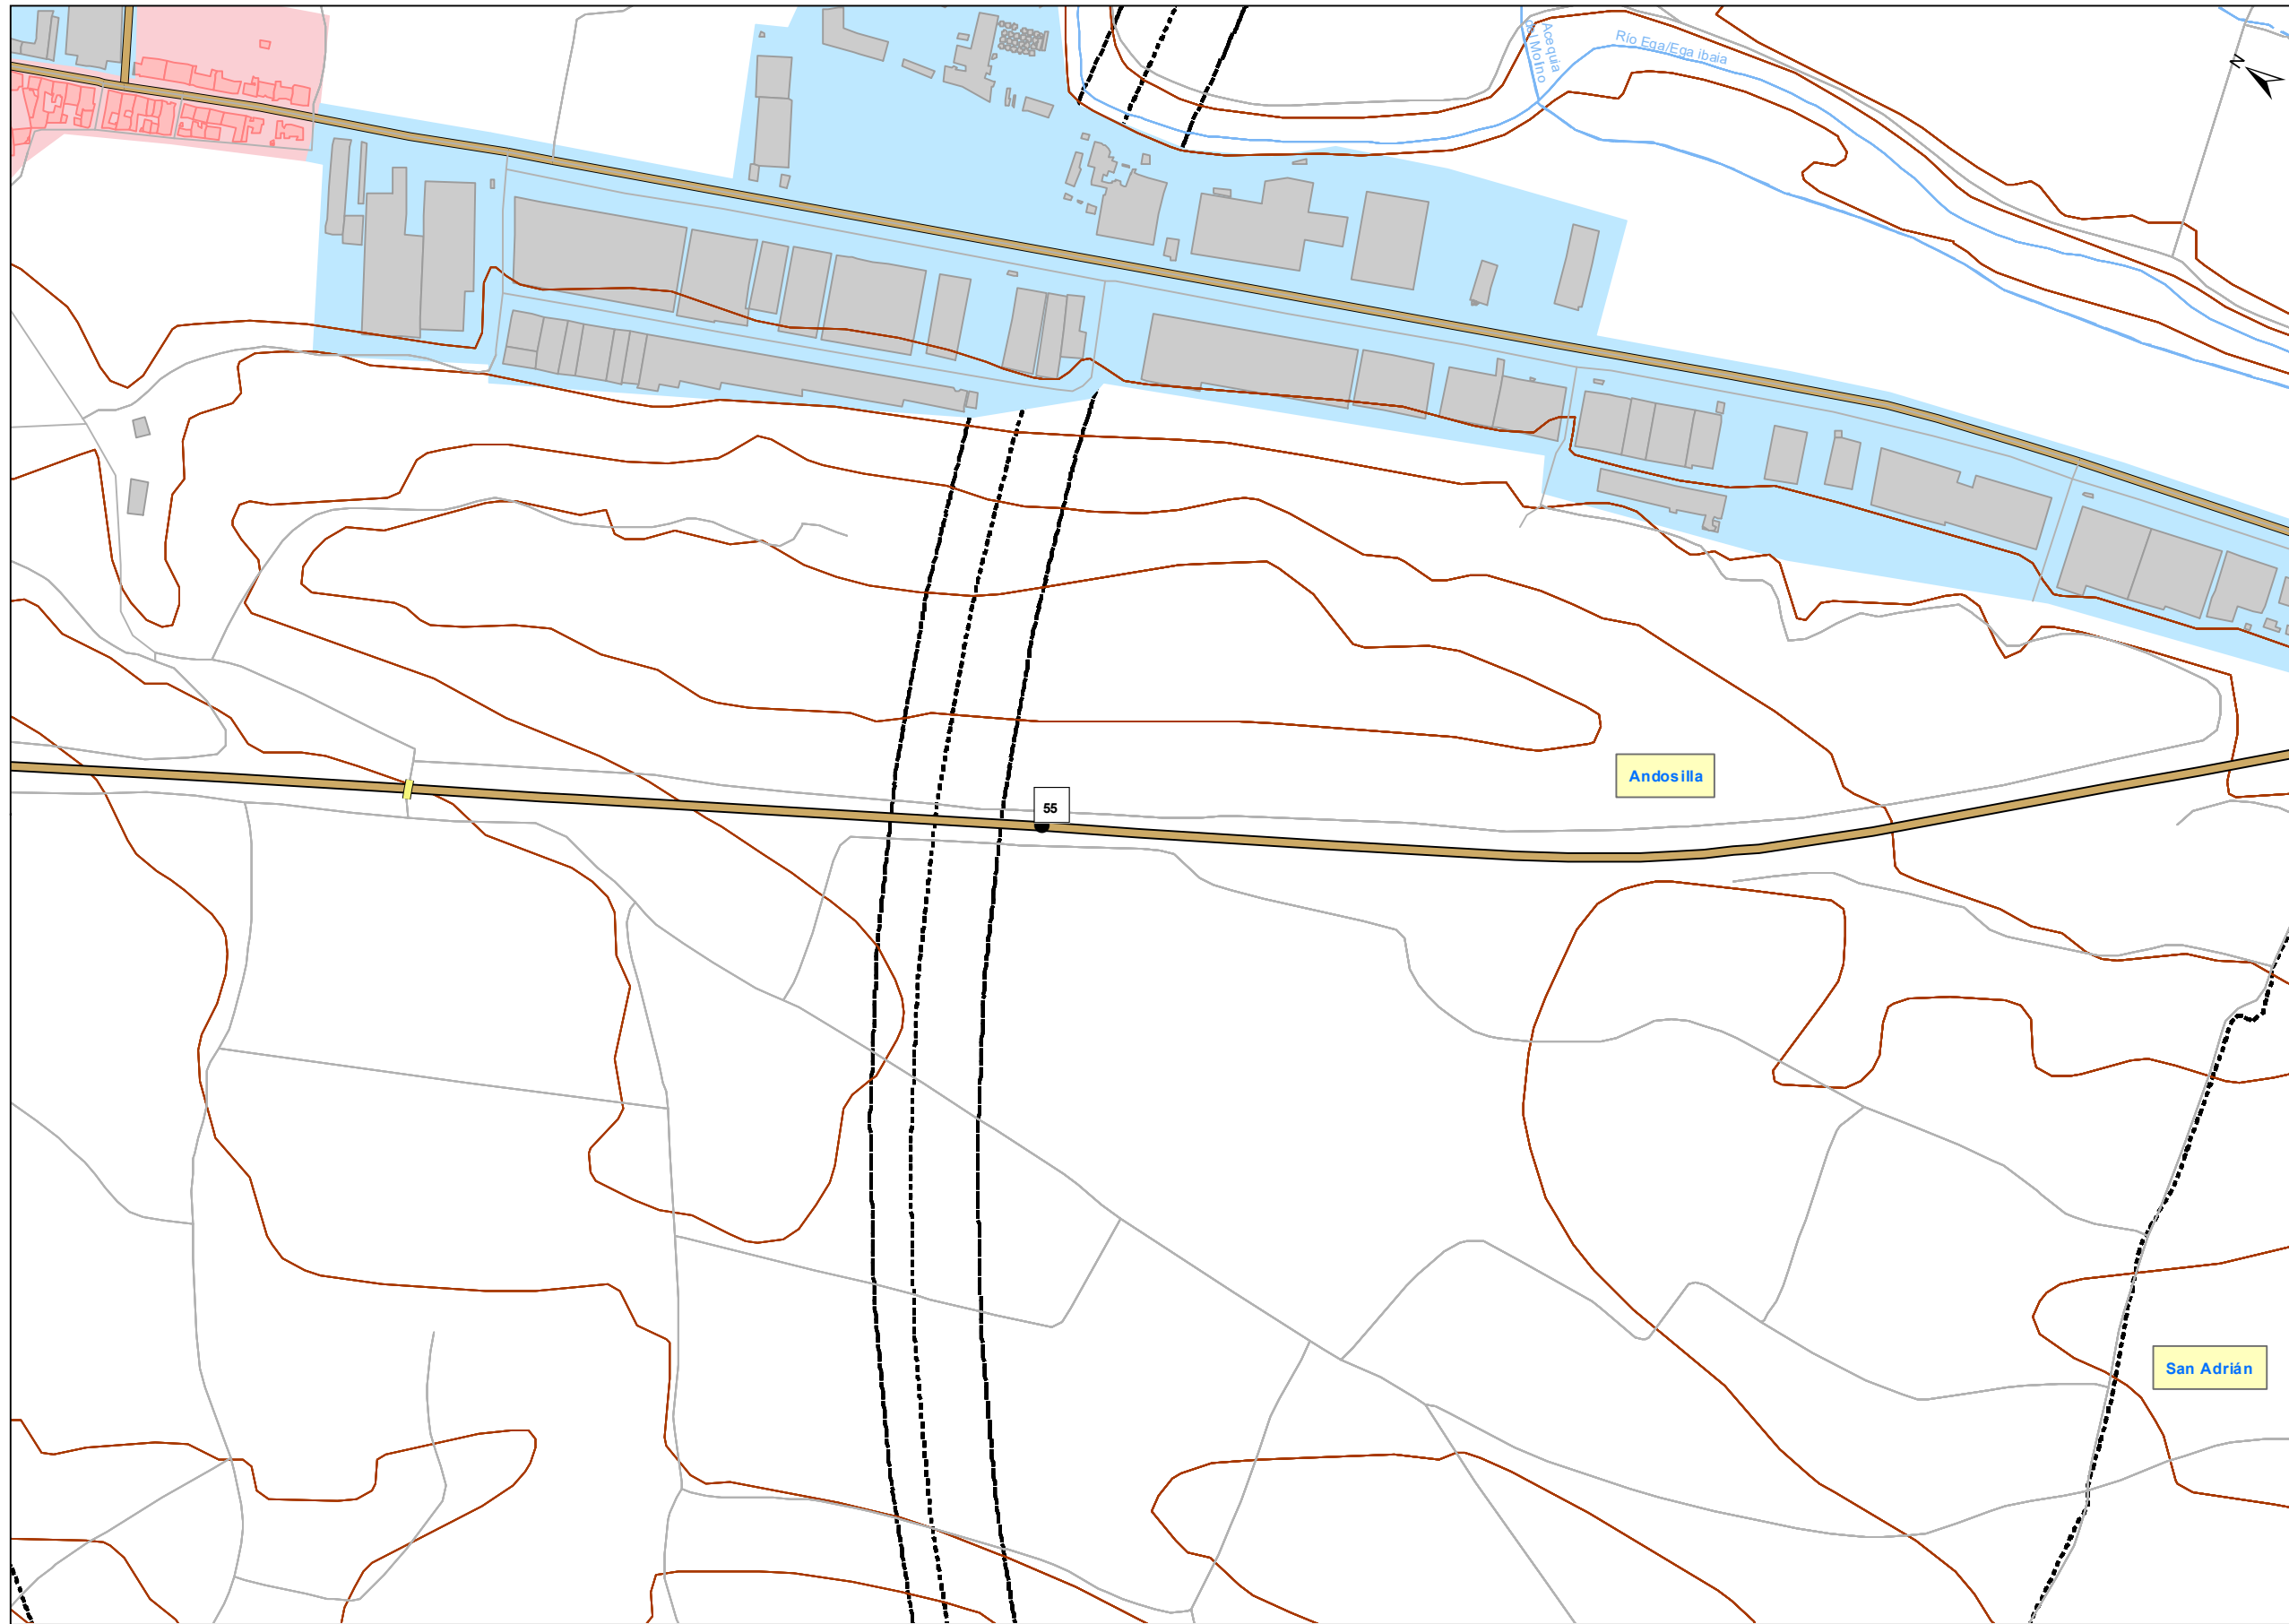 Acequia
del Molino
Río Ega/Ega ibaia
N
Andosilla
55
San Adrián